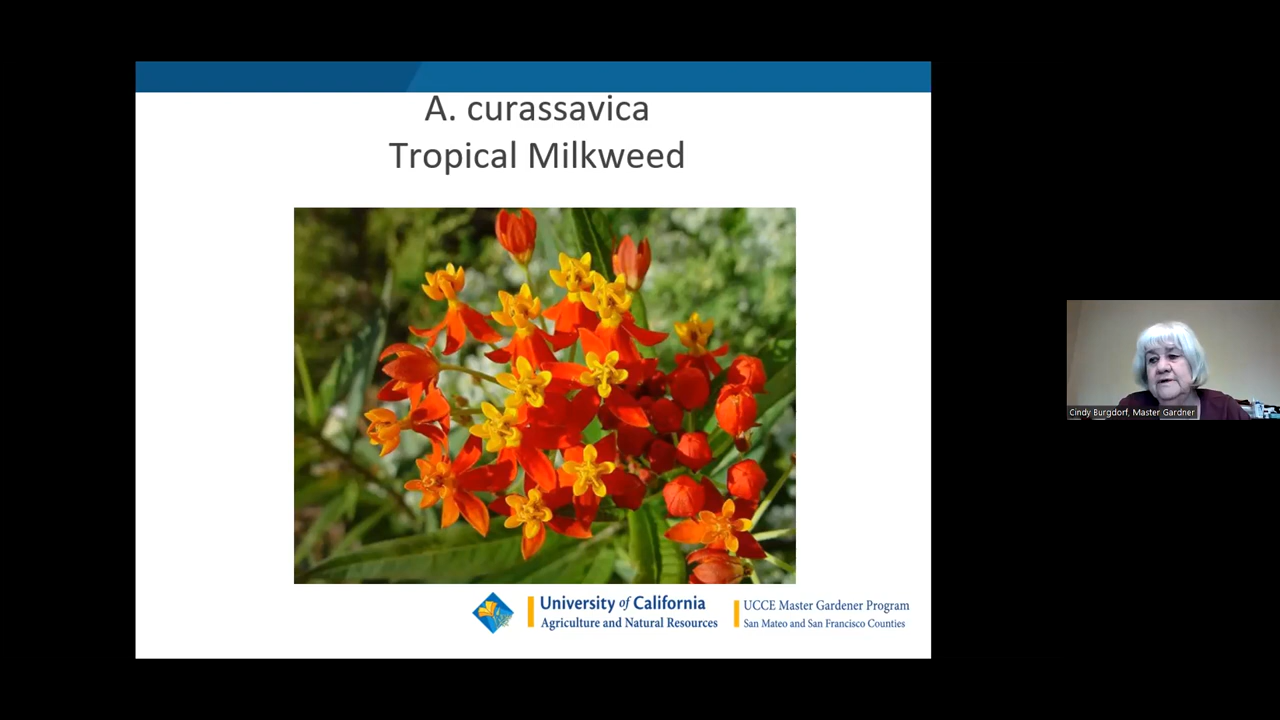 A. curassavica
Tropical Milkweed
Cindy Burgdorf, Master Gardner
University of California
Agriculture and Natural Resources
UCCE Master Gardener Program
San Mateo and San Francisco Counties